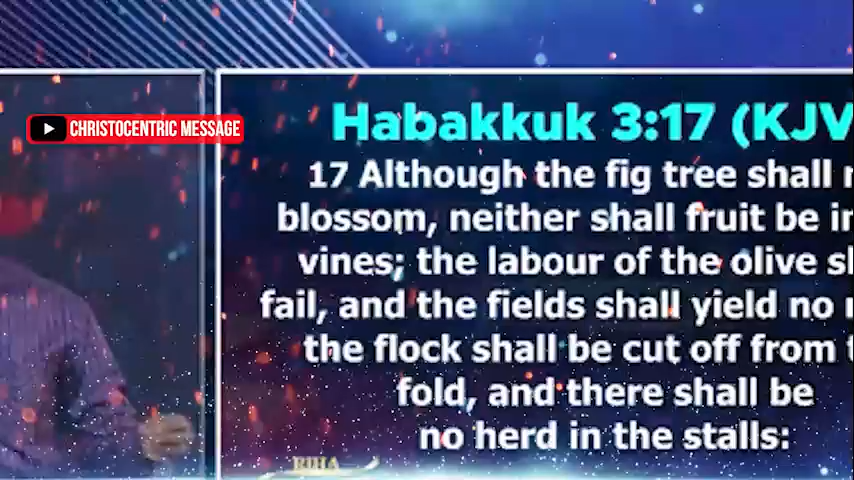 CHRISTOCENTRIC MESSAGE
Habakkuk 3:17 (KJV
17 Although the fig tree shall
blossom, neither shall fruit be in
vines; the labour of the olive
fail, and the fields shall yield no
the flock shall be cut off from
fold, and there shall be
no herd in the stalls: